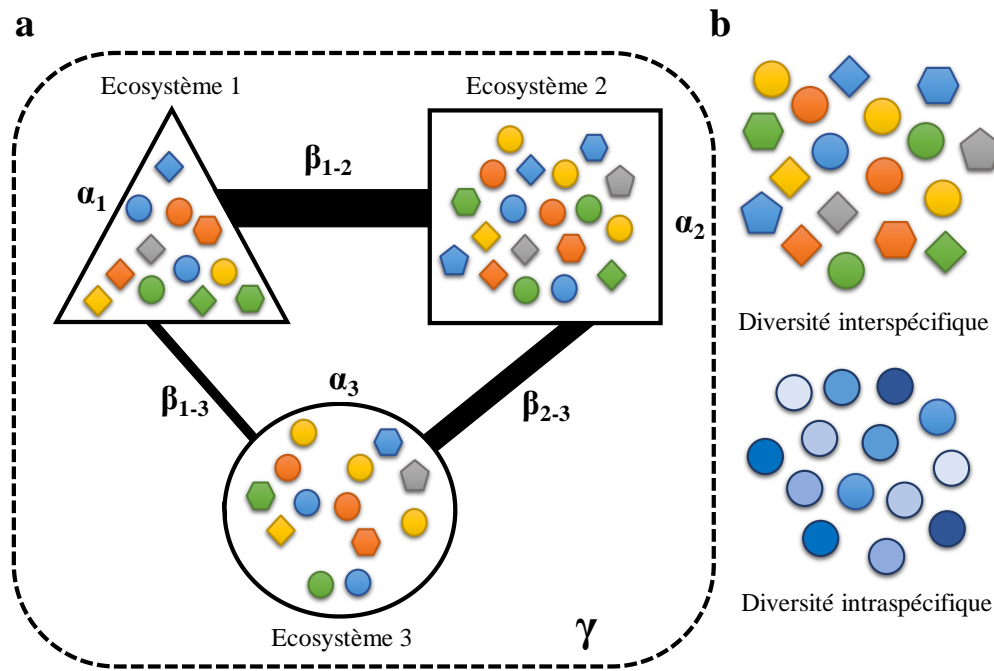 a
Ecosystème 1
Ecosystème 2
α1
β1-2
α2
β1-3
α3
β2-3
Ecosystème 3
γ
b
Diversité interspécifique
Diversité intraspécifique